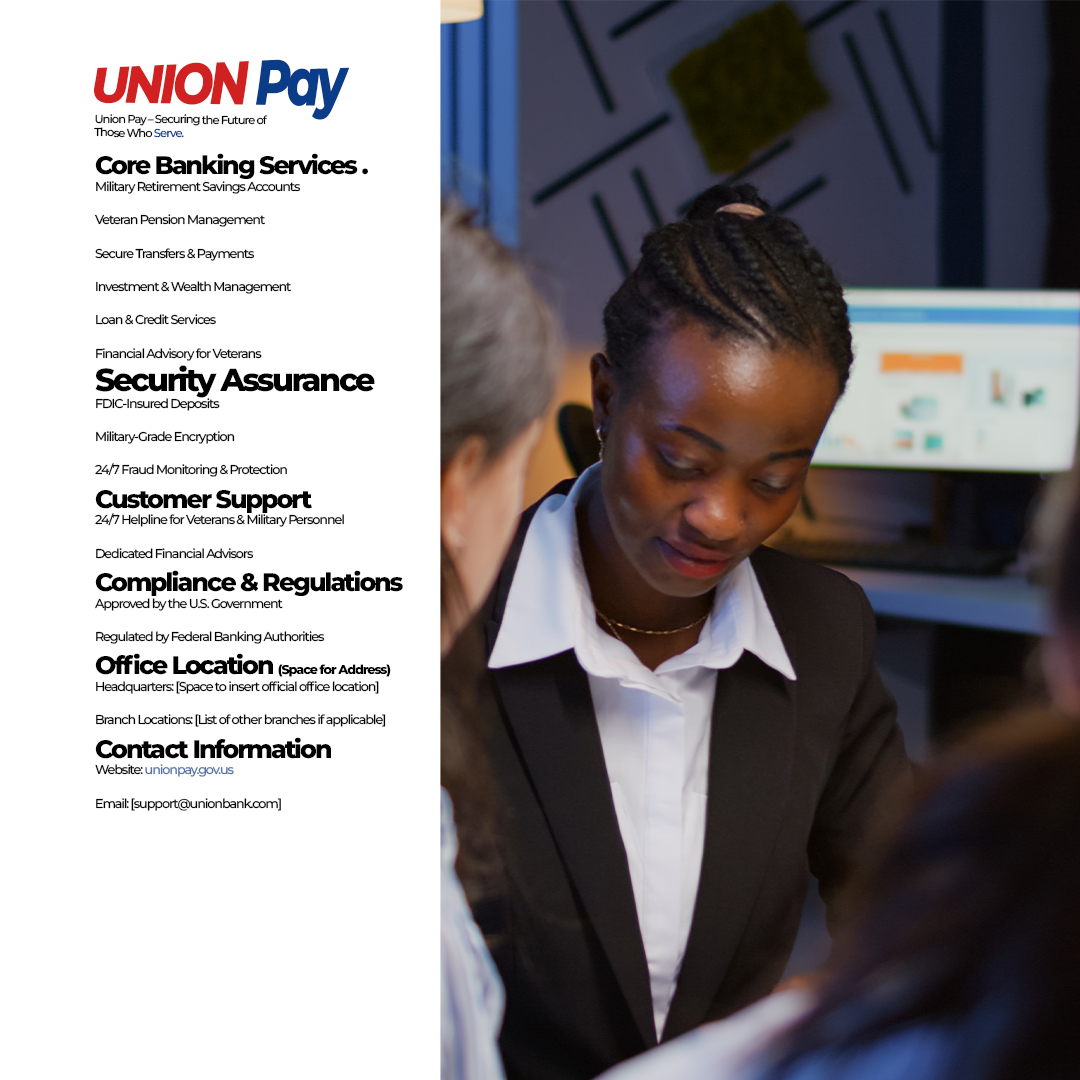 UNION Pay
Union Pay – Securing the Future of
Those Who Serve.
Core Banking Services .
Military Retirement Savings Accounts
Veteran Pension Management
Secure Transfers & Payments
Investment & Wealth Management
Loan & Credit Services
Financial Advisory for Veterans
Security Assurance
FDIC-Insured Deposits
Military-Grade Encryption
24/7 Fraud Monitoring & Protection
Customer Support
24/7 Helpline for Veterans & Military Personnel
Dedicated Financial Advisors
Compliance & Regulations
Approved by the U.S. Government
Regulated by Federal Banking Authorities
Office Location (Space for Address)
Headquarters: [Space to insert official office location]
Branch Locations: [List of other branches if applicable]
Contact Information
Website: unionpay.gov.us
Email: [support@unionbank.com]